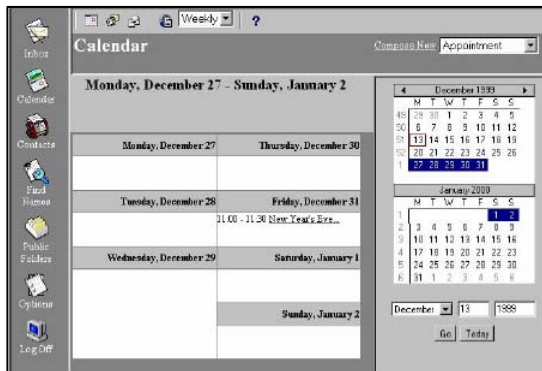 Inbox
Calendar
Contacts
Find
Names
Public
Folders
Options
Log Off
Weekly
?
Calendar
Compose New Appointment
Monday, December 27 - Sunday, January 2
Monday, December 27
Thursday, December 30
Tuesday, December 28
Friday, December 31
11:00 - 11:30 New Year's Eve...
Wednesday, December 29
Saturday, January 1
Sunday, January 2
December 1999
M T W T F S S
49 29 30 1 2 3 4 5
50 6 7 8 9 10 11 12
51 13 14 15 16 17 18 19
52 20 21 22 23 24 25 26
1 27 28 29 30 31
January 2000
M T W T F S S
1 1 2
2 3 4 5 6 7 8 9
3 10 11 12 13 14 15 16
4 17 18 19 20 21 22 23
5 24 25 26 27 28 29 30
6 31 1 2 3 4 5 6
December 13 1999
Go Today